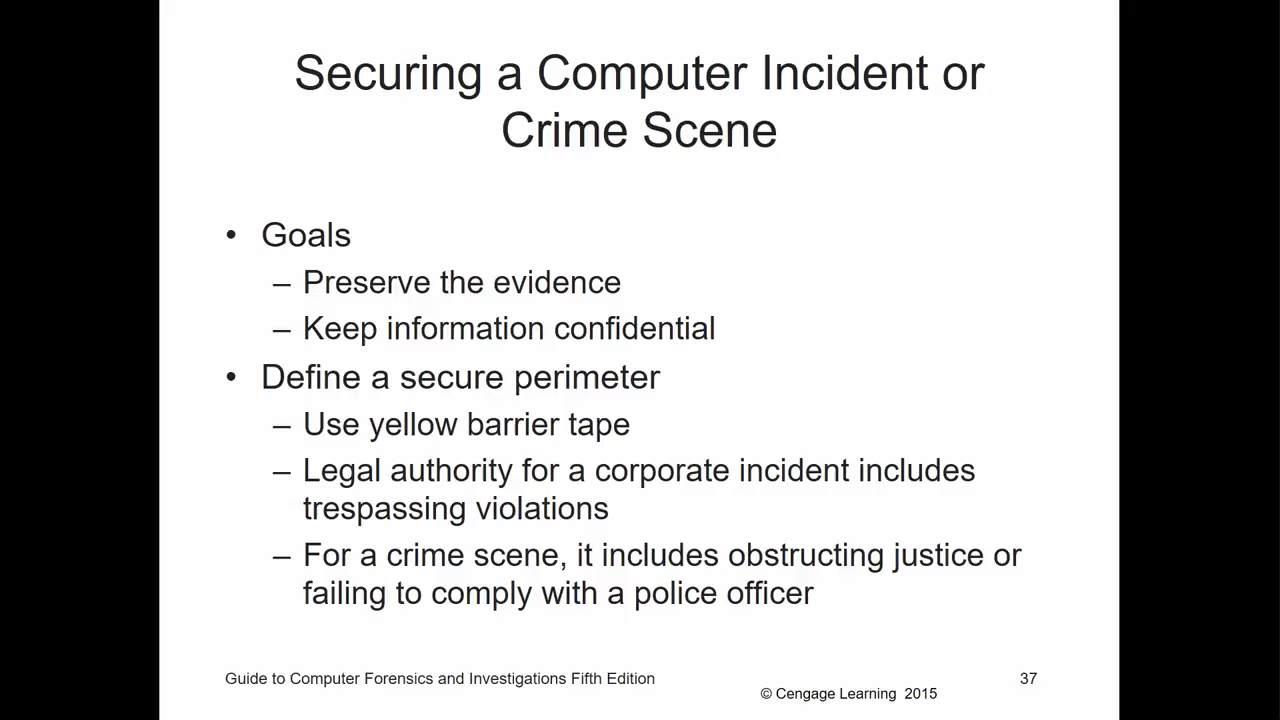 Securing a Computer Incident or
Crime Scene
• Goals
– Preserve the evidence
– Keep information confidential
• Define a secure perimeter
– Use yellow barrier tape
– Legal authority for a corporate incident includes
trespassing violations
– For a crime scene, it includes obstructing justice or
failing to comply with a police officer
Guide to Computer Forensics and Investigations Fifth Edition
37
© Cengage Learning 2015